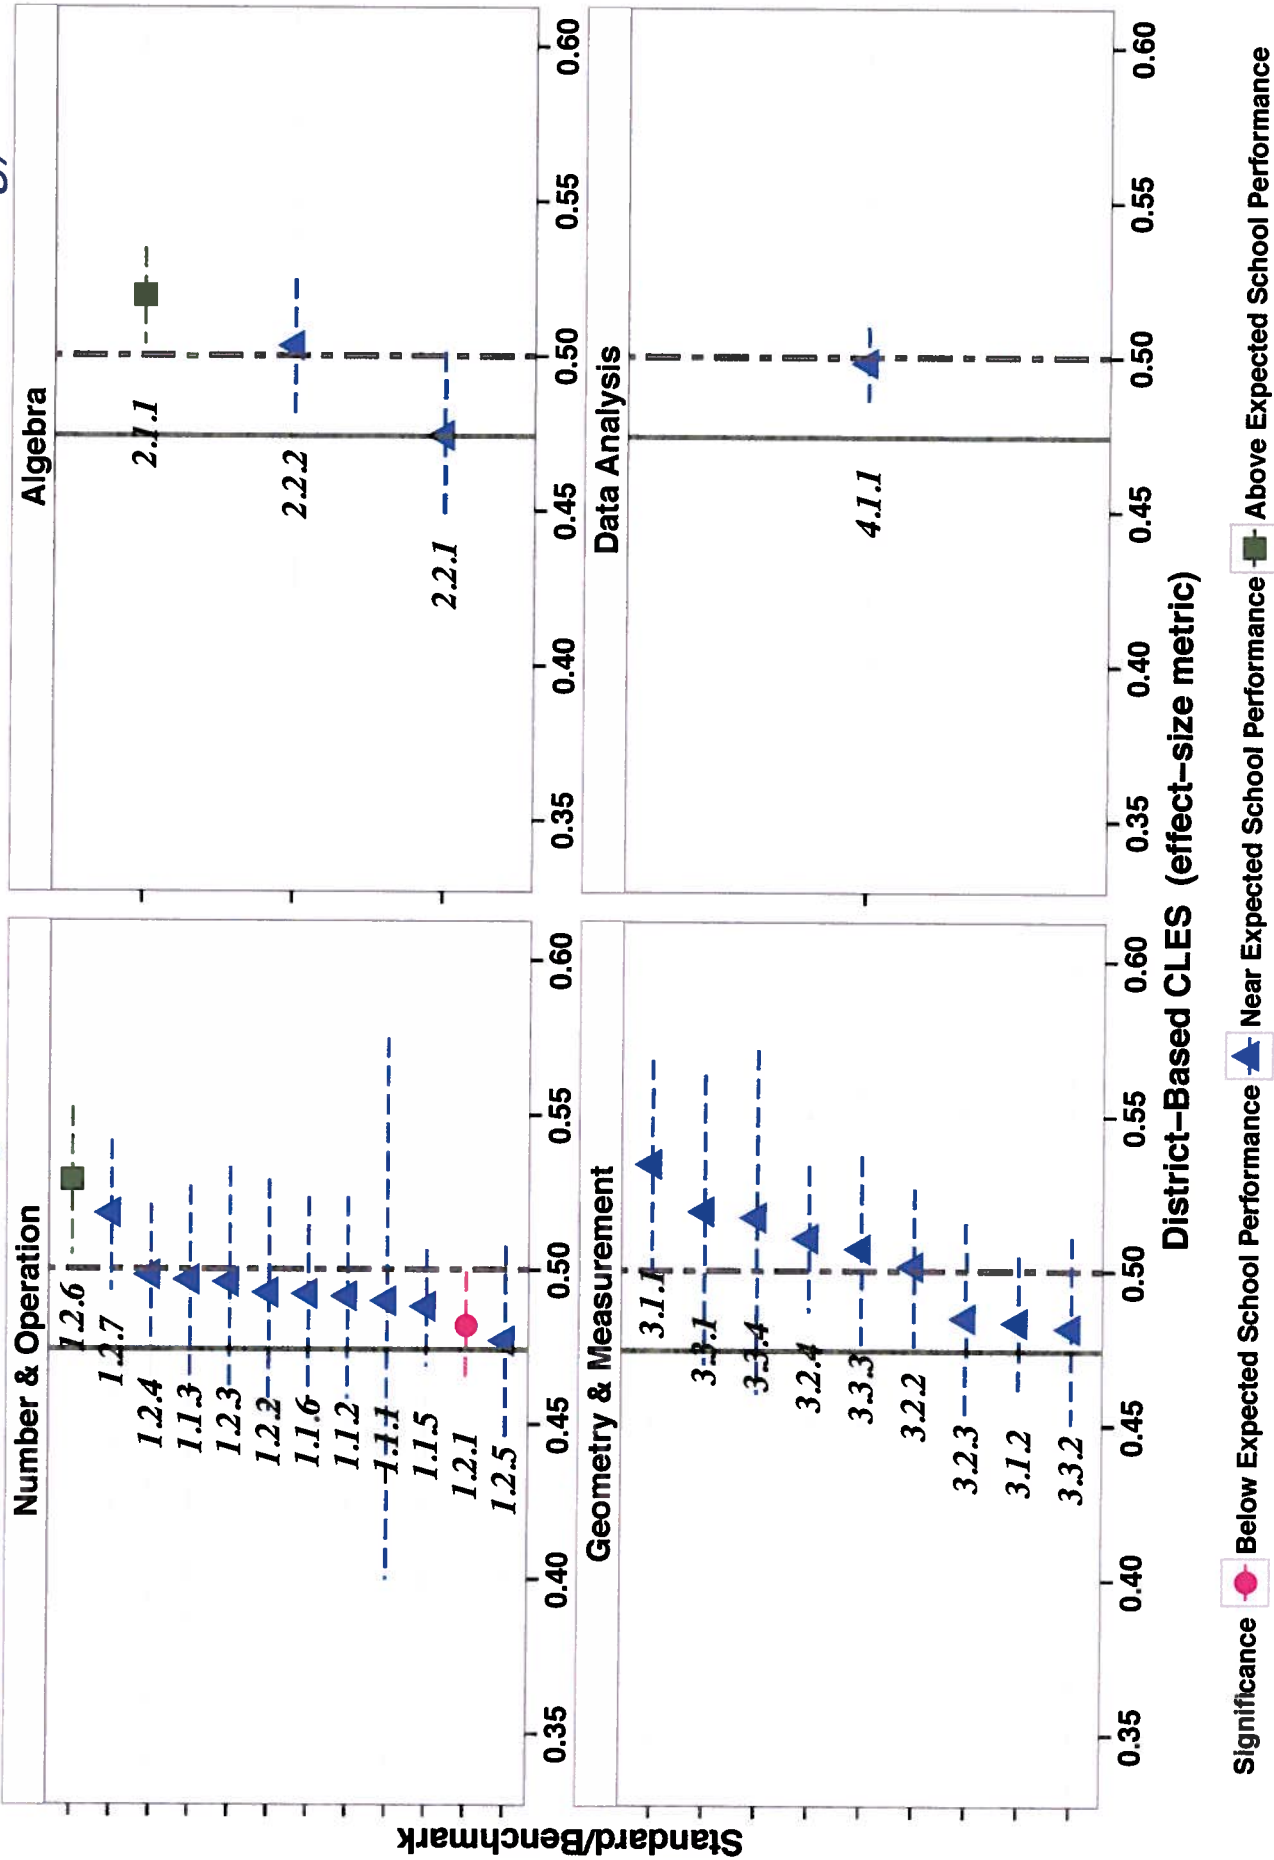 Number & Operation
1.2.6
1.2.7
1.2.4
1.1.3
1.2.3
1.2.2
1.1.6
1.1.2
1.1.1
1.1.5
1.2.1
1.2.5
0.35 0.40 0.45 0.50 0.55 0.60
Algebra
2.1.1
2.2.2
2.2.1
0.35 0.40 0.45 0.50 0.55 0.60
Geometry & Measurement
3.1.1
3.3.1
3.3.4
3.2.4
3.3.3
3.2.2
3.2.3
3.1.2
3.3.2
0.35 0.40 0.45 0.50 0.55 0.60
Data Analysis
4.1.1
0.35 0.40 0.45 0.50 0.55 0.60
Standard/Benchmark
District–Based CLES (effect–size metric)
Significance Below Expected School Performance Near Expected School Performance Above Expected School Performance